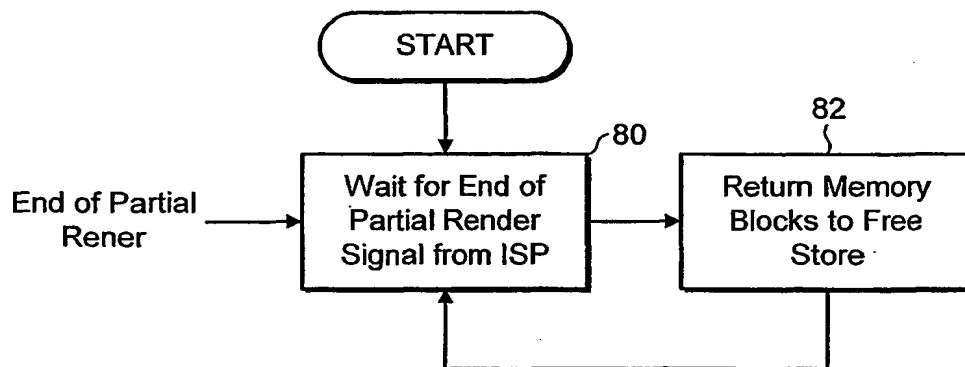 START
80
82
End of Partial
Rener
Wait for End of
Partial Render
Signal from ISP
Return Memory
Blocks to Free
Store